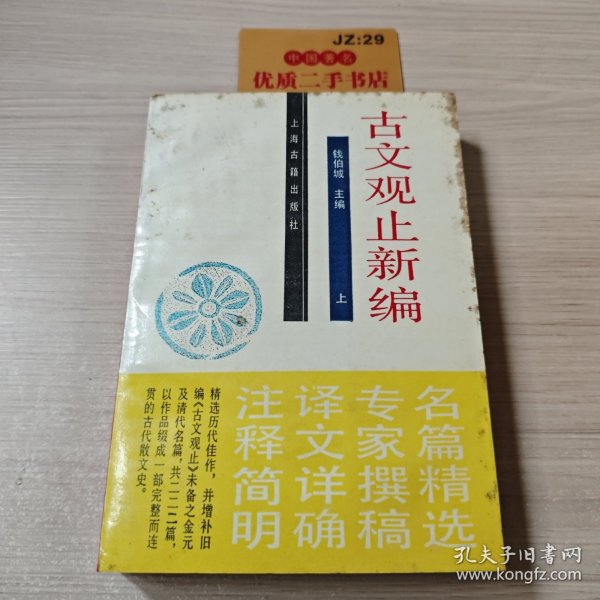 JZ:29
中国著名
优质二手书店
古文观止新编
钱伯城 主编
上
上海古籍出版社
名篇精选
专家撰稿
译文详确
注释简明
精选历代佳作，并增补旧
编《古文观止》未备之金元
及清代名篇，共二二二篇，
以作品缀成一部完整而连
贯的古代散文史。
孔夫子旧书网
www.kongfz.com